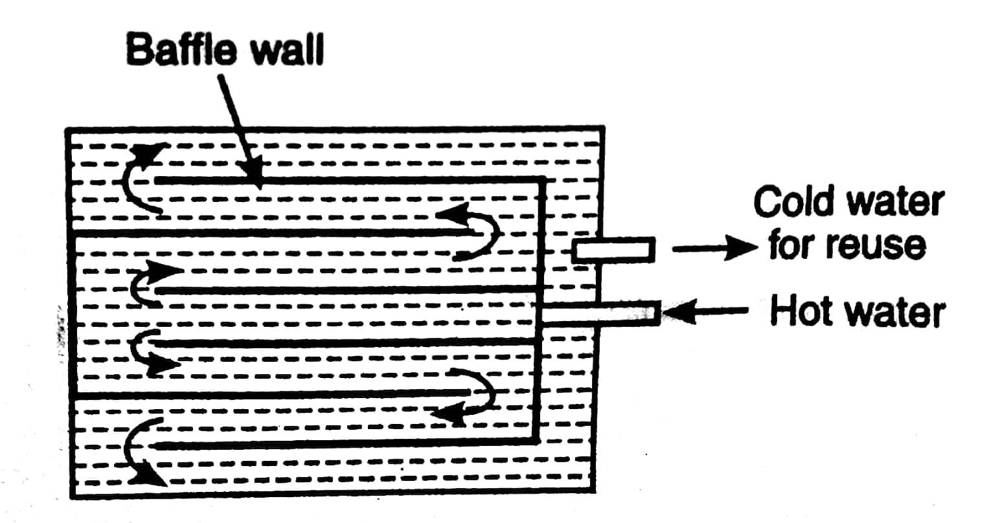 Baffle wall
Cold water
for reuse
Hot water